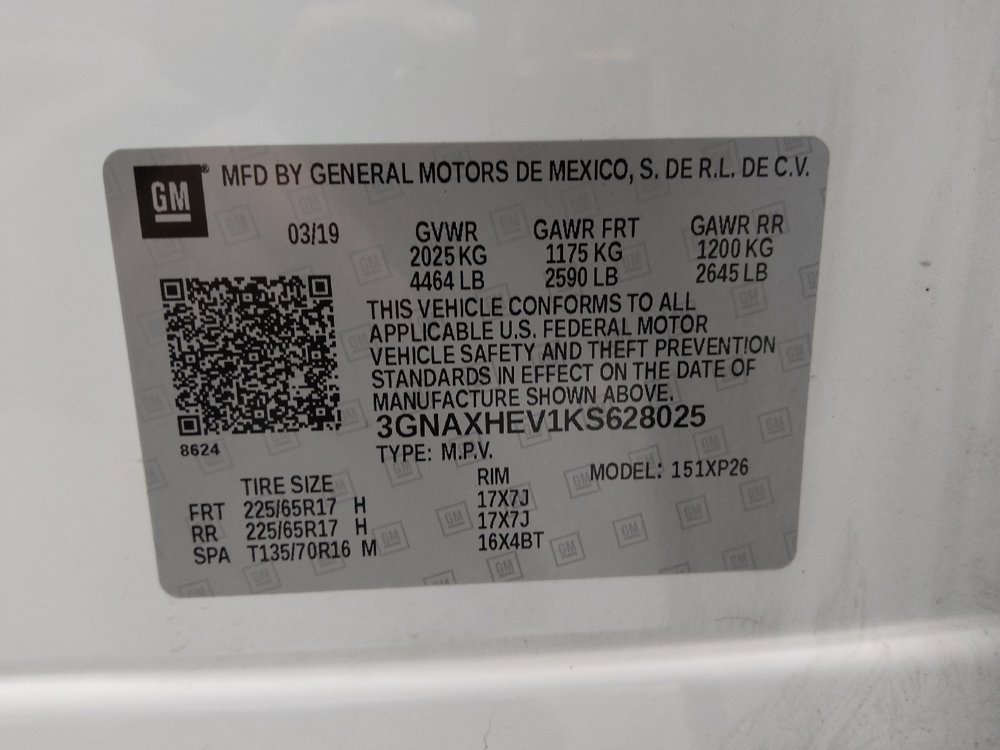 GM
MFD BY GENERAL MOTORS DE MEXICO, S. DE R.L. DE C.V.
03/19 GVWR GAWR FRT GAWR RR
2025 KG 1175 KG 1200 KG
4464 LB 2590 LB 2645 LB
THIS VEHICLE CONFORMS TO ALL
APPLICABLE U.S. FEDERAL MOTOR
VEHICLE SAFETY AND THEFT PREVENTION
STANDARDS IN EFFECT ON THE DATE OF
MANUFACTURE SHOWN ABOVE.
3GNAXHEV1KS628025
8624
TYPE: M.P.V.
TIRE SIZE RIM MODEL: 151XP26
FRT 225/65R17 H 17X7J
RR 225/65R17 H 17X7J
SPA T135/70R16 M 16X4BT